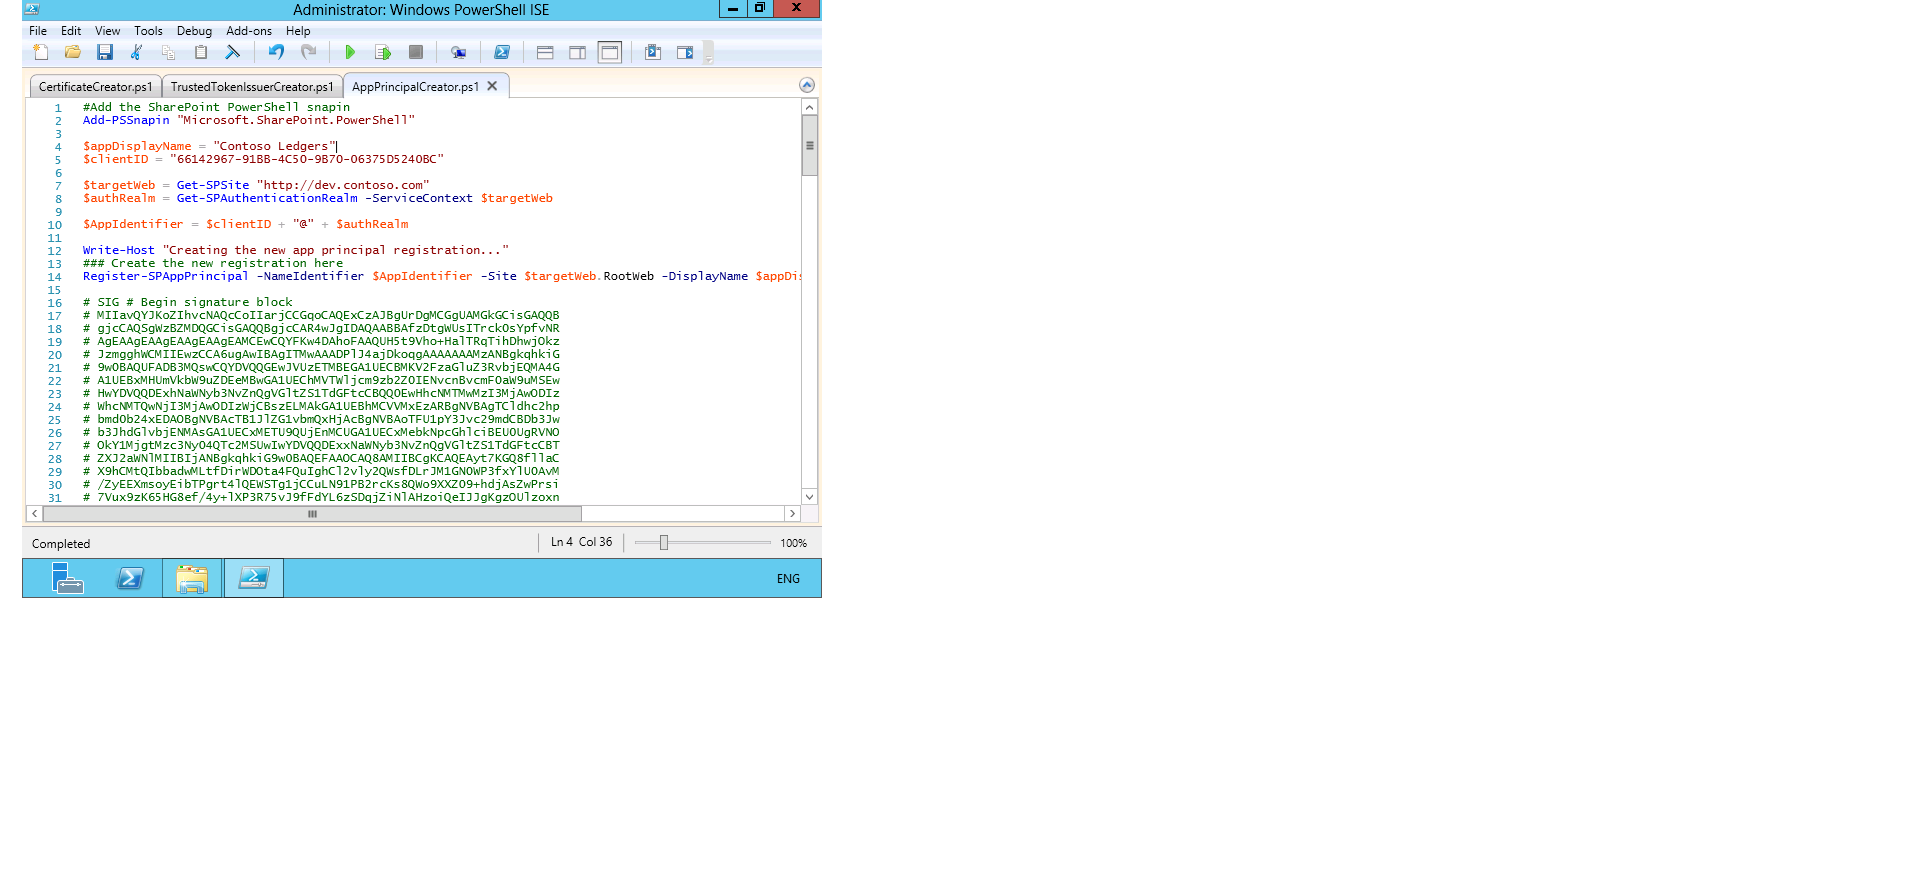 Administrator: Windows PowerShell ISE
File Edit View Tools Debug Add-ons Help
CertificateCreator.ps1 TrustedTokenIssuerCreator.ps1 AppPrincipalCreator.ps1
1 #Add the SharePoint PowerShell snapin
2 Add-PSSnapin "Microsoft.SharePoint.PowerShell"
3
4 $appDisplayName = "Contoso Ledgers"
5 $clientID = "66142967-91BB-4C50-9B70-06375D5240BC"
6
7 $targetWeb = Get-SPSite "http://dev.contoso.com"
8 $authRealm = Get-SPAuthenticationRealm -ServiceContext $targetWeb
9
10 $AppIdentifier = $clientID + "@" + $authRealm
11
12 Write-Host "Creating the new app principal registration..."
13 ### Create the new registration here
14 Register-SPAppPrincipal -NameIdentifier $AppIdentifier -Site $targetWeb.RootWeb -DisplayName $appDis
15
16 # SIG # Begin signature block
17 # MIIavQYJKoZIhvcNAQcCoIIarjCCGqoCAQExCzAJBgUrDgMCGgUAMGkGCisGAQQB
18 # gjcCAQSgWzBZMDQGCisGAQQBgjcCAR4wJgIDAQAABBAfzDtgWUsITrck0sYpfvNR
19 # AgEAAgEAAgEAAgEAAgEAMCEwCQYFKw4DAhoFAAQUH5t9Vho+HalTRqTihDhwjOkz
20 # JzmgghWCMIIEwzCCA6ugAwIBAgITMwAAADPlJ4ajDkoqgAAAAAAAMzANBgkqhkiG
21 # 9w0BAQUFADB3MQswCQYDVQQGEwJVUzETMBEGA1UECBMKV2FzaGluZ3RvbjEQMA4G
22 # A1UEBxMHUmVkbW9uZDEeMBwGA1UEChMVTWljcm9zb2Z0IENvcnBvcmF0aW9uMSEw
23 # HwYDVQQDExhNaWNyb3NvZnQgVGltZS1TdGFtcCBQQ0EwHhcNMTMwMzI3MjAwODIz
24 # WhcNMTQwNjI3MjAwODIzWjCBszELMAkGA1UEBhMCVVMxEzARBgNVBAgTCldhc2hp
25 # bmd0b24xEDAOBgNVBAcTB1JlZG1vbmQxHjAcBgNVBAoTFU1pY3Jvc29mdCBDb3Jw
26 # b3JhdGlvbjENMAsGA1UECxMETU9QUjEnMCUGA1UECxMebkNpcGhlciBEU0UgRVNO
27 # OkY1MjgtMzc3Ny04QTc2MSUwIwYDVQQDExxNaWNyb3NvZnQgVGltZS1TdGFtcCBT
28 # ZXJ2aWNlMIIBIjANBgkqhkiG9w0BAQEFAAOCAQ8AMIIBCgKCAQEAyt7KGQ8fllaC
29 # X9hCMtQIbbadwMLtfDirWDOta4FQuIghCl2vly2QWsfDLrJM1GNOWP3fxYlU0AvM
30 # /ZyEEXmsoyEibTPgrt4lQEWSTg1jCCuLN91PB2rcKs8QWo9XXZO9+hdjAsZwPrsi
31 # 7Vux9zK65HG8ef/4y+lXP3R75vJ9fFdYL6zSDqjZiNlAHzoiQeIJJgKgzOUlzoxn
Completed Ln 4 Col 36 100%
ENG